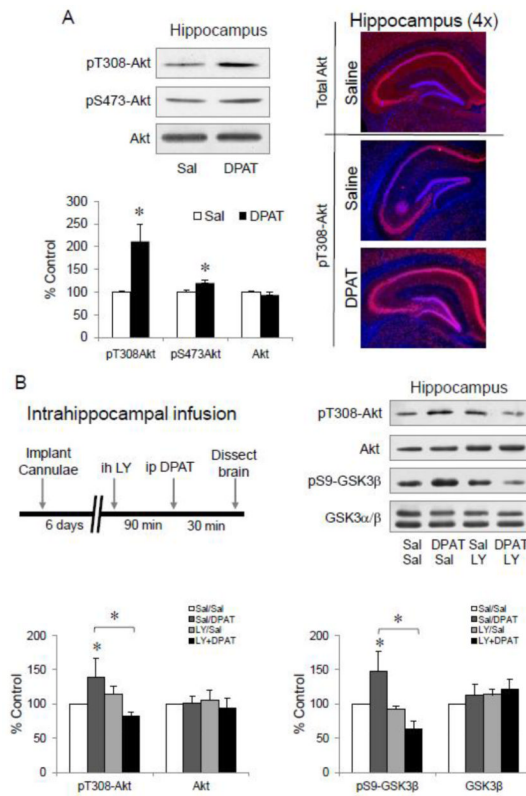 A
Hippocampus
pT308-Akt
pS473-Akt
Akt
Sal DPAT
Hippocampus (4x)
Total Akt
Saline
pT308-Akt
Saline
DPAT
% Control
300
250
200
150
100
50
0
Sal DPAT
* *
pT308Akt pS473Akt Akt
B
Intrahippocampal infusion
Implant Cannulae
ih LY
ip DPAT
Dissect brain
6 days 90 min 30 min
Hippocampus
pT308-Akt
Akt
pS9-GSK3β
GSK3α/β
Sal DPAT Sal DPAT
Sal Sal LY LY
% Control
200
150
100
50
0
Sal/Sal
Sal/DPAT
LY/Sal
LY+DPAT
*
*
pT308-Akt Akt
% Control
200
150
100
50
0
Sal/Sal
Sal/DPAT
LY/Sal
LY+DPAT
*
*
pS9-GSK3β GSK3β